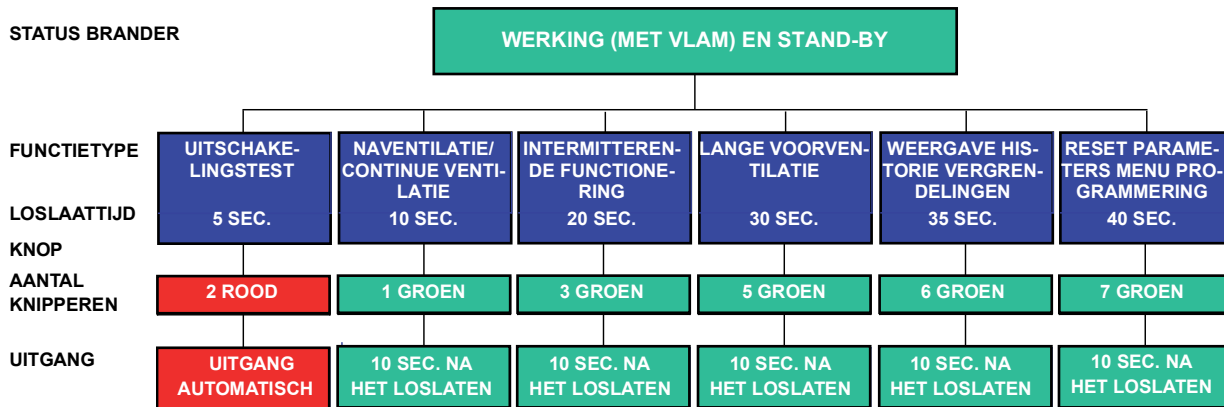 STATUS BRANDER
WERKING (MET VLAM) EN STAND-BY
FUNCTIETYPE
UITSCHAKE-
LINGSTEST
NAVENTILATIE/
CONTINUE VENTI-
LATIE
INTERMITTEREN-
DE FUNCTIONE-
RING
LANGE VOORVEN-
TILATIE
WEERGAVE HIS-
TORIE VERGREN-
DELINGEN
RESET PARAME-
TERS MENU PRO-
GRAMMERING
LOSLAATTIJD
KNOP
5 SEC.
10 SEC.
20 SEC.
30 SEC.
35 SEC.
40 SEC.
AANTAL
KNIPPEREN
2 ROOD
1 GROEN
3 GROEN
5 GROEN
6 GROEN
7 GROEN
UITGANG
UITGANG
AUTOMATISCH
10 SEC. NA
HET LOSLATEN
10 SEC. NA
HET LOSLATEN
10 SEC. NA
HET LOSLATEN
10 SEC. NA
HET LOSLATEN
10 SEC. NA
HET LOSLATEN